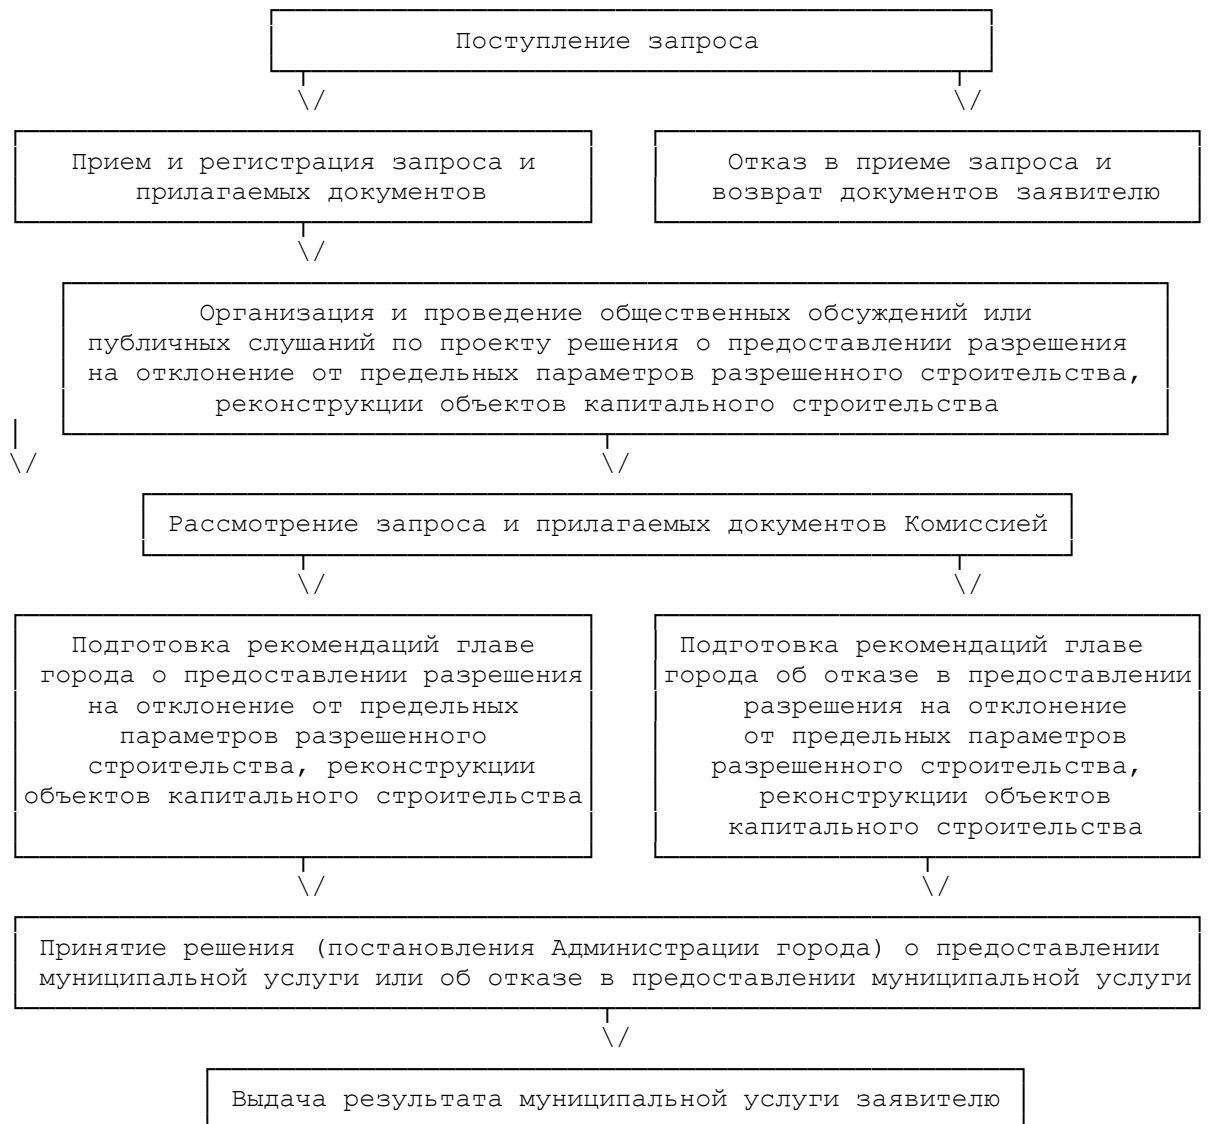 Поступление запроса
Прием и регистрация запроса и
прилагаемых документов
Отказ в приеме запроса и
возврат документов заявителю
Организация и проведение общественных обсуждений или
публичных слушаний по проекту решения о предоставлении разрешения
на отклонение от предельных параметров разрешенного строительства,
реконструкции объектов капитального строительства
Рассмотрение запроса и прилагаемых документов Комиссией
Подготовка рекомендаций главе
города о предоставлении разрешения
на отклонение от предельных
параметров разрешенного
строительства, реконструкции
объектов капитального строительства
Подготовка рекомендаций главе
города об отказе в предоставлении
разрешения на отклонение
от предельных параметров
разрешенного строительства,
реконструкции объектов
капитального строительства
Принятие решения (постановления Администрации города) о предоставлении
муниципальной услуги или об отказе в предоставлении муниципальной услуги
Выдача результата муниципальной услуги заявителю